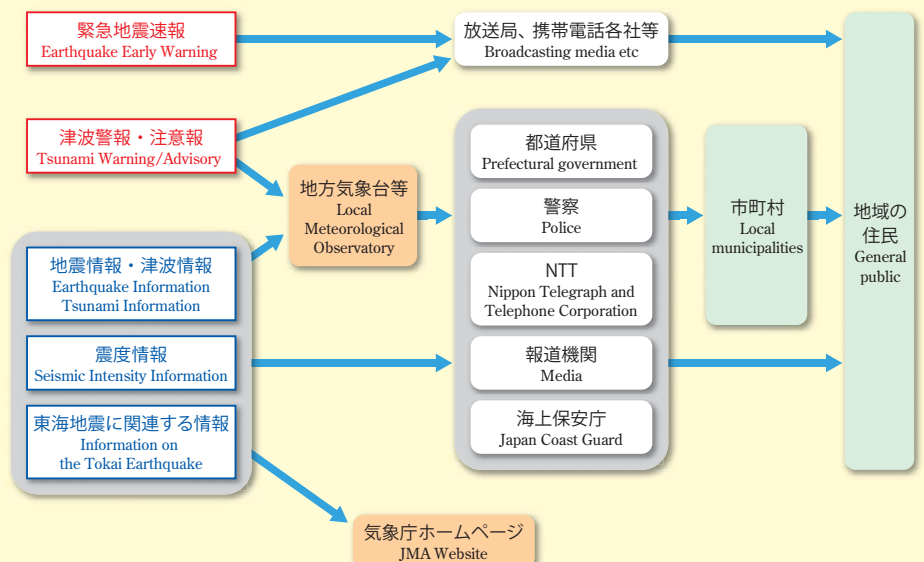 緊急地震速報
Earthquake Early Warning
放送局、携帯電話各社等
Broadcasting media etc
津波警報・注意報
Tsunami Warning/Advisory
地方気象台等
Local
Meteorological
Observatory
地震情報・津波情報
Earthquake Information
Tsunami Information
震度情報
Seismic Intensity Information
東海地震に関連する情報
Information on
the Tokai Earthquake
都道府県
Prefectural government
警察
Police
NTT
Nippon Telegraph and
Telephone Corporation
報道機関
Media
海上保安庁
Japan Coast Guard
市町村
Local
municipalities
地域の
住民
General
public
気象庁ホームページ
JMA Website